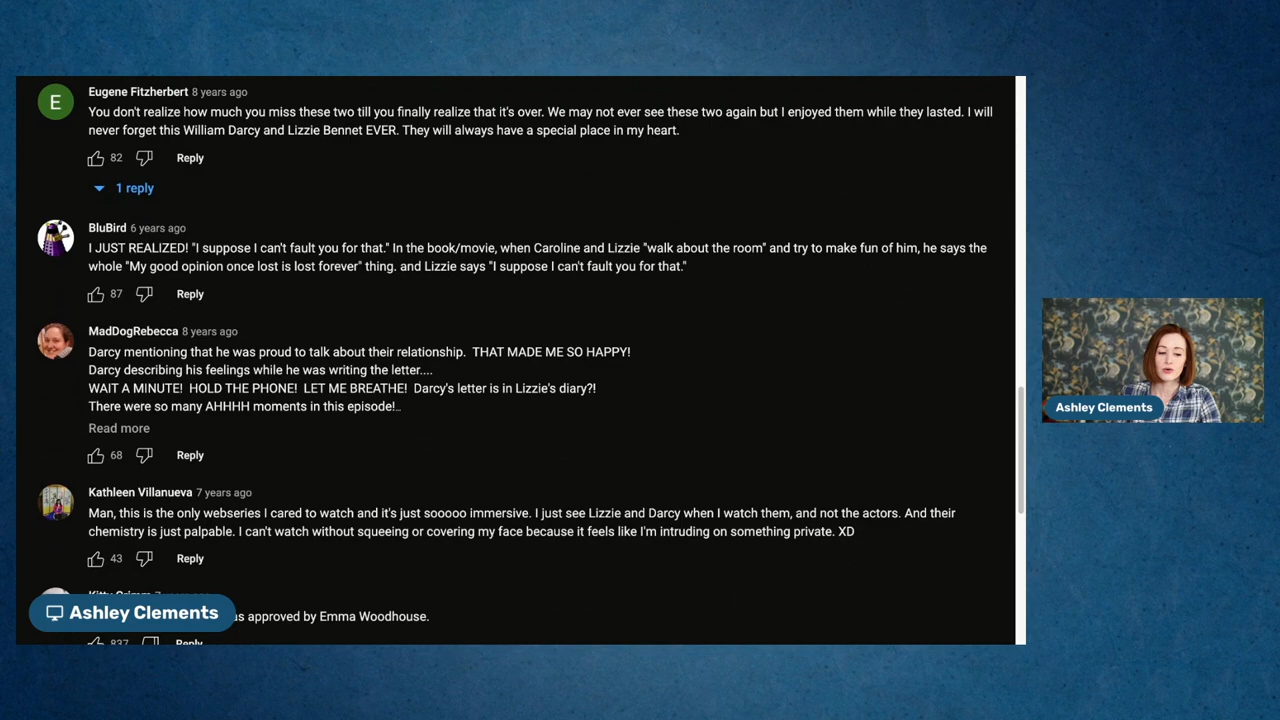 E
Eugene Fitzherbert 8 years ago
You don't realize how much you miss these two till you finally realize that it's over. We may not ever see these two again but I enjoyed them while they lasted. I will
never forget this William Darcy and Lizzie Bennet EVER. They will always have a special place in my heart.
82 Reply
1 reply
BluBird 6 years ago
I JUST REALIZED! "I suppose I can't fault you for that." In the book/movie, when Caroline and Lizzie "walk about the room" and try to make fun of him, he says the
whole "My good opinion once lost is lost forever" thing. and Lizzie says "I suppose I can't fault you for that."
87 Reply
MadDogRebecca 8 years ago
Darcy mentioning that he was proud to talk about their relationship. THAT MADE ME SO HAPPY!
Darcy describing his feelings while he was writing the letter....
WAIT A MINUTE! HOLD THE PHONE! LET ME BREATHE! Darcy's letter is in Lizzie's diary?!
There were so many AHHHH moments in this episode!..
Read more
68 Reply
Kathleen Villanueva 7 years ago
Man, this is the only webseries I cared to watch and it's just sooooo immersive. I just see Lizzie and Darcy when I watch them, and not the actors. And their
chemistry is just palpable. I can't watch without squeeing or covering my face because it feels like I'm intruding on something private. XD
43 Reply
as approved by Emma Woodhouse.
837 Reply
Ashley Clements
Ashley Clements